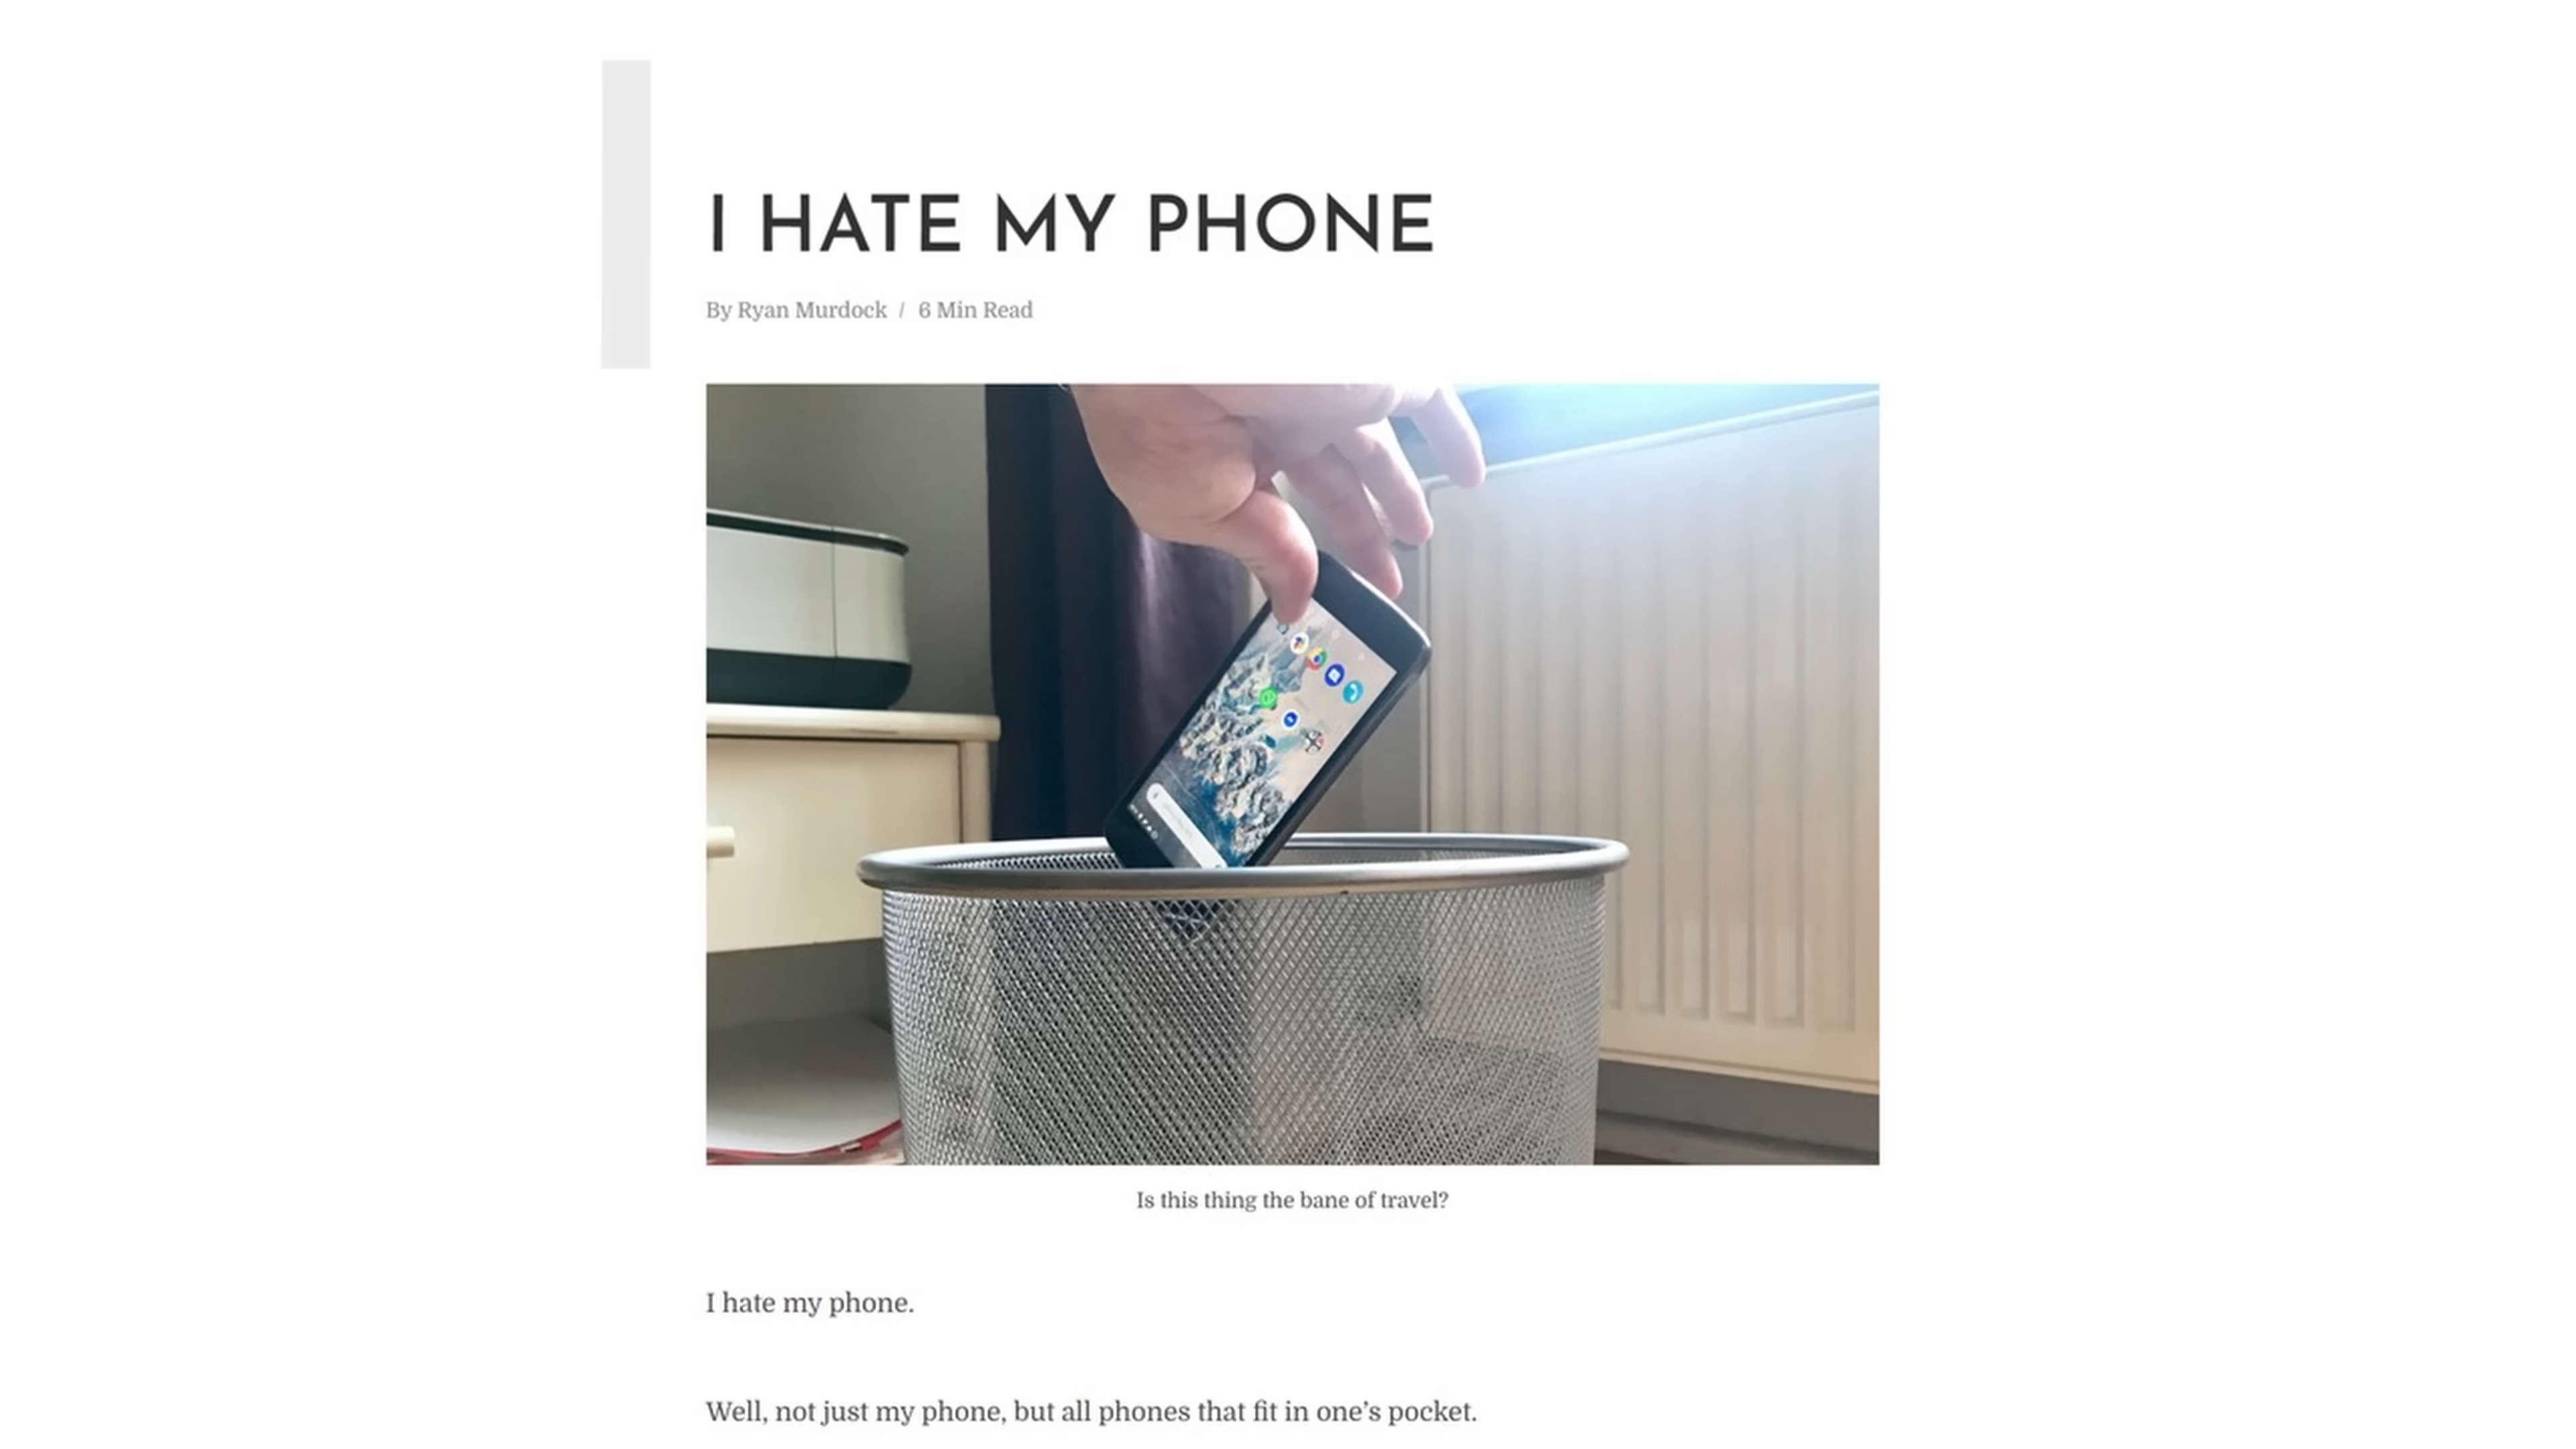 I HATE MY PHONE
By Ryan Murdock / 6 Min Read
Is this thing the bane of travel?
I hate my phone.
Well, not just my phone, but all phones that fit in one’s pocket.